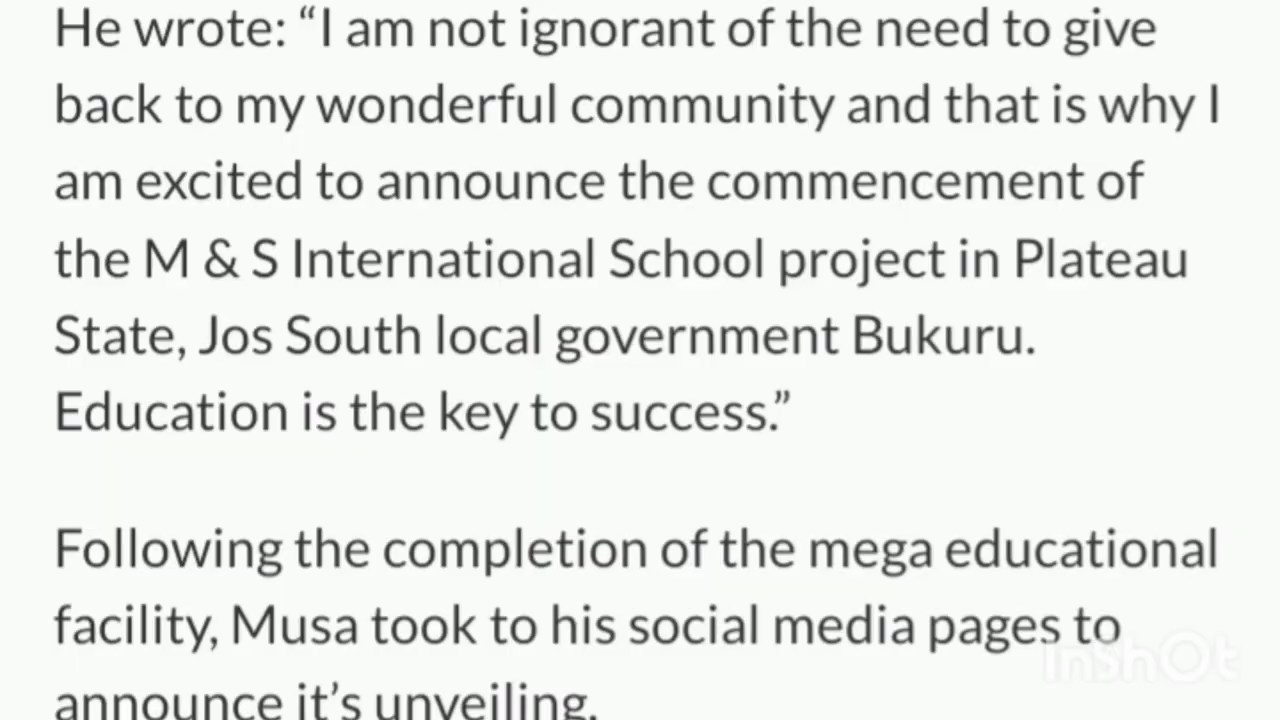 He wrote: “I am not ignorant of the need to give
back to my wonderful community and that is why I
am excited to announce the commencement of
the M & S International School project in Plateau
State, Jos South local government Bukuru.
Education is the key to success.”
Following the completion of the mega educational
facility, Musa took to his social media pages to
announce it’s unveiling.
InShOt